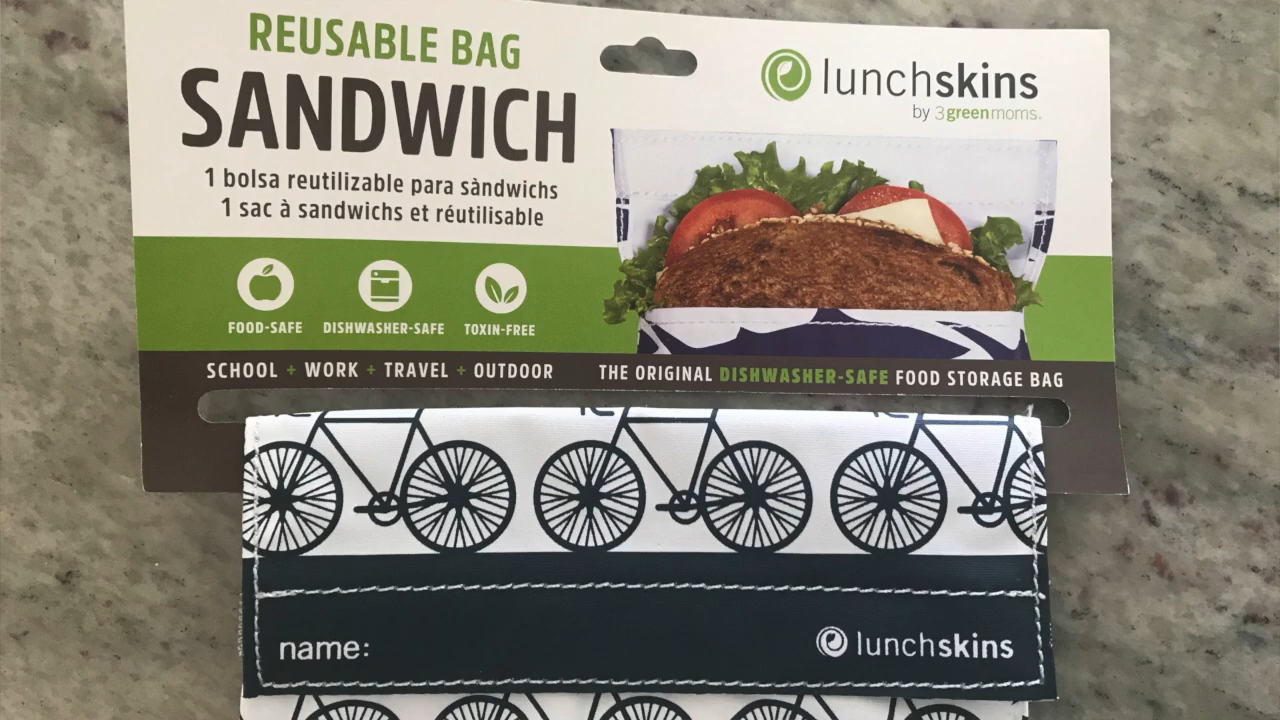 REUSABLE BAG
SANDWICH
1 bolsa reutilizable para sàndwichs
1 sac à sandwichs et réutilisable
lunchskins
by 3greenmoms.
FOOD-SAFE
DISHWASHER-SAFE
TOXIN-FREE
SCHOOL + WORK + TRAVEL + OUTDOOR
THE ORIGINAL DISHWASHER-SAFE FOOD STORAGE BAG
name:
lunchskins